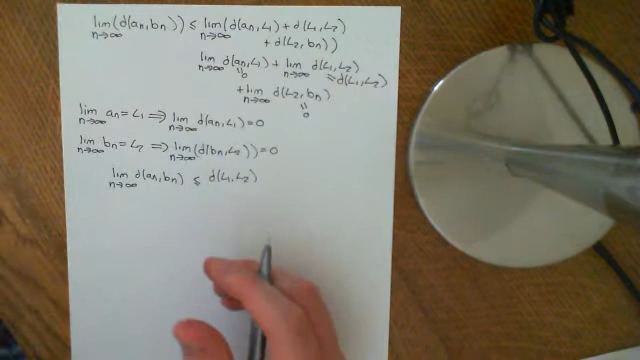 lim n→∞ (d(an,bn)) ≤ lim n→∞ (d(an,L1) + d(L1,L2)
+ d(L2,bn))
lim n→∞ d(an,L1) + lim n→∞ d(L1,L2)
= 0 = d(L1,L2)
+ lim n→∞ d(L2,bn)
= 0
lim n→∞ an = L1 ⟹ lim n→∞ d(an,L1) = 0
lim n→∞ bn = L2 ⟹ lim n→∞ (d(bn,L2)) = 0
lim n→∞ d(an,bn) ≤ d(L1,L2)